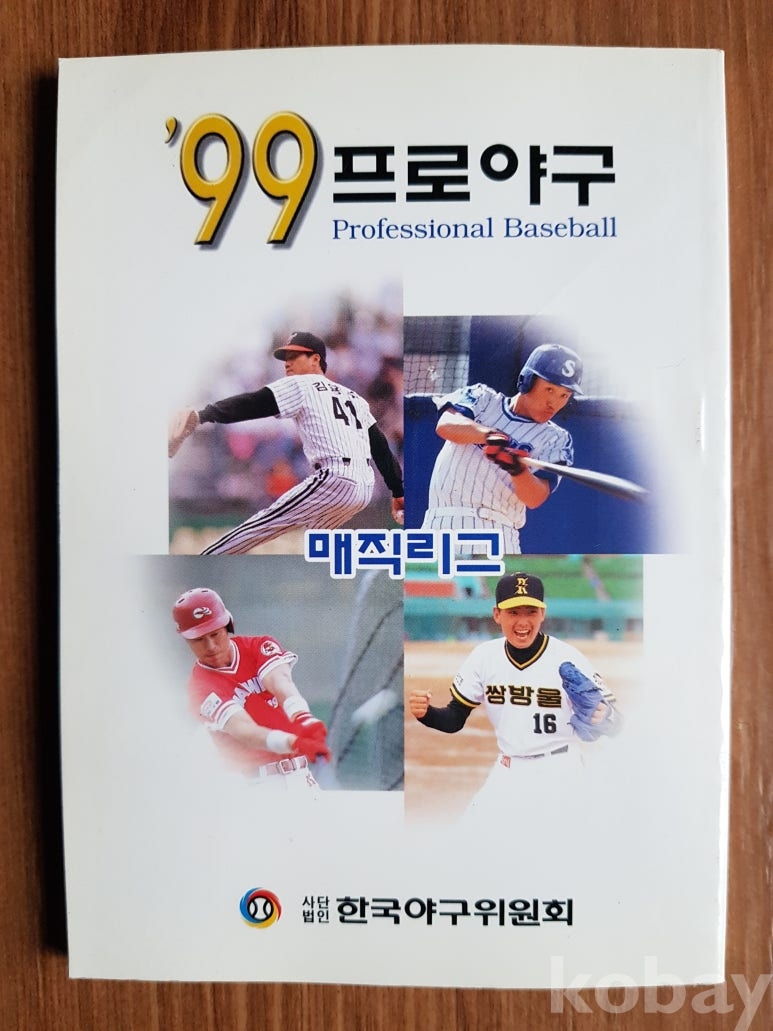 '99 프로야구
Professional Baseball
41
S
매직리그
쌍방울
16
사단
법인
한국야구위원회
kobay